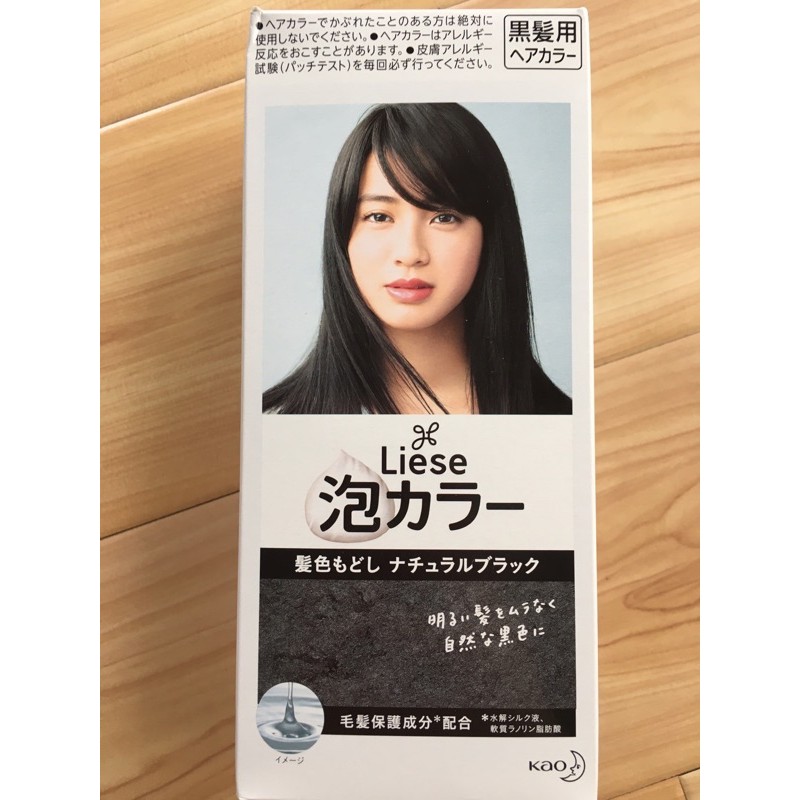 ●ヘアカラーでかぶれたことのある方は絶対に
使用しないでください。●ヘアカラーはアレルギー
反応をおこすことがあります。●皮膚アレルギー
試験(パッチテスト)を毎回必ず行ってください。
黒髪用
ヘアカラー
Liese
泡カラー
髪色もどし ナチュラルブラック
明るい髪をムラなく
自然な黒色に
毛髪保護成分*配合
*水解シルク液、
軟質ラノリン脂肪酸
イメージ
Kao